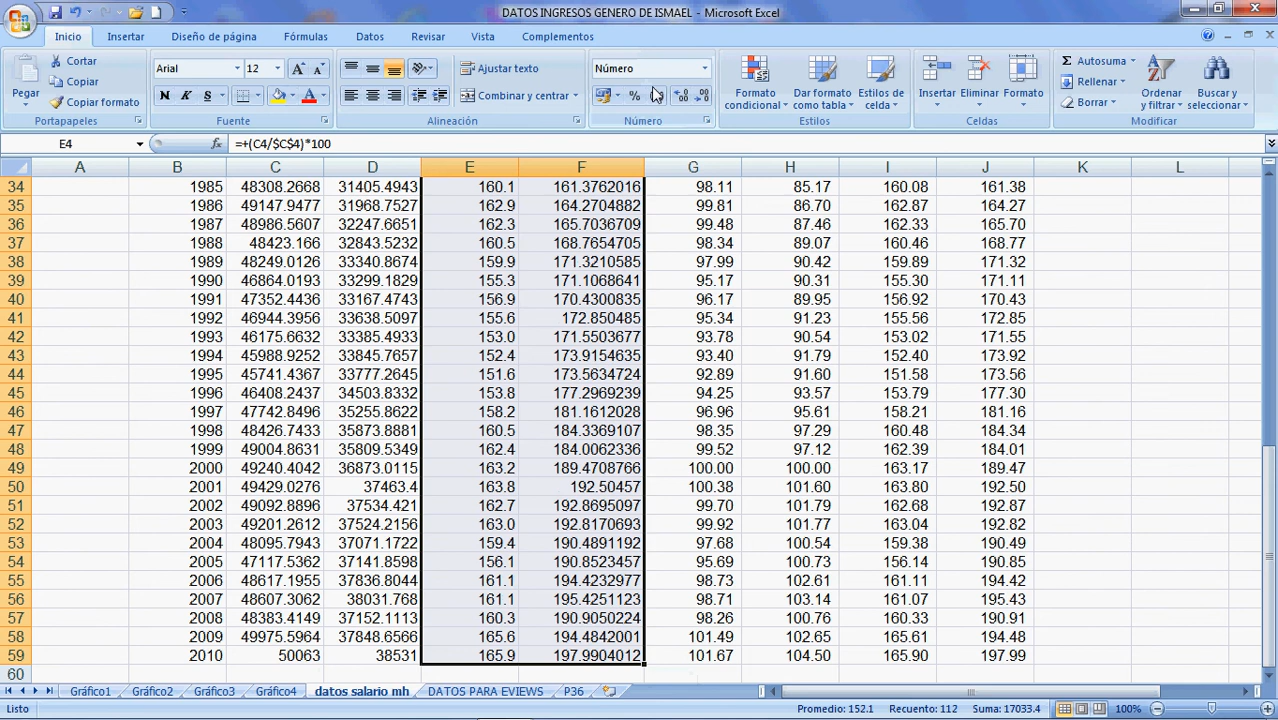 DATOS INGRESOS GENERO DE ISMAEL - Microsoft Excel
Inicio Insertar Diseño de página Fórmulas Datos Revisar Vista Complementos
Pegar
Cortar
Copiar
Copiar formato
Portapapeles
Arial 12
N K S
Fuente
Ajustar texto
Combinar y centrar
Alineación
Número
%
Número
Formato condicional
Dar formato como tabla
Estilos de celda
Estilos
Insertar Eliminar Formato
Celdas
Autosuma
Rellenar
Borrar
Ordenar y filtrar
Buscar y seleccionar
Modificar
E4 fx =+(C4/$C$4)*100
A B C D E F G H I J K L
34 1985 48308.2668 31405.4943 160.1 161.3762016 98.11 85.17 160.08 161.38
35 1986 49147.9477 31968.7527 162.9 164.2704882 99.81 86.70 162.87 164.27
36 1987 48986.5607 32247.6651 162.3 165.7036709 99.48 87.46 162.33 165.70
37 1988 48423.166 32843.5232 160.5 168.7654705 98.34 89.07 160.46 168.77
38 1989 48249.0126 33340.8674 159.9 171.3210585 97.99 90.42 159.89 171.32
39 1990 46864.0193 33299.1829 155.3 171.1068641 95.17 90.31 155.30 171.11
40 1991 47352.4436 33167.4743 156.9 170.4300835 96.17 89.95 156.92 170.43
41 1992 46944.3956 33638.5097 155.6 172.850485 95.34 91.23 155.56 172.85
42 1993 46175.6632 33385.4933 153.0 171.5503677 93.78 90.54 153.02 171.55
43 1994 45988.9252 33845.7657 152.4 173.9154635 93.40 91.79 152.40 173.92
44 1995 45741.4367 33777.2645 151.6 173.5634724 92.89 91.60 151.58 173.56
45 1996 46408.2437 34503.8332 153.8 177.2969239 94.25 93.57 153.79 177.30
46 1997 47742.8496 35255.8622 158.2 181.1612028 96.96 95.61 158.21 181.16
47 1998 48426.7433 35873.8881 160.5 184.3369107 98.35 97.29 160.48 184.34
48 1999 49004.8631 35809.5349 162.4 184.0062336 99.52 97.12 162.39 184.01
49 2000 49240.4042 36873.0115 163.2 189.4708766 100.00 100.00 163.17 189.47
50 2001 49429.0276 37463.4 163.8 192.50457 100.38 101.60 163.80 192.50
51 2002 49092.8896 37534.421 162.7 192.8695097 99.70 101.79 162.68 192.87
52 2003 49201.2612 37524.2156 163.0 192.8170693 99.92 101.77 163.04 192.82
53 2004 48095.7943 37071.1722 159.4 190.4891192 97.68 100.54 159.38 190.49
54 2005 47117.5362 37141.8598 156.1 190.8523457 95.69 100.73 156.14 190.85
55 2006 48617.1955 37836.8044 161.1 194.4232977 98.73 102.61 161.11 194.42
56 2007 48607.3062 38031.768 161.1 195.4251123 98.71 103.14 161.07 195.43
57 2008 48383.4149 37152.1113 160.3 190.9050224 98.26 100.76 160.33 190.91
58 2009 49975.5964 37848.6566 165.6 194.4842001 101.49 102.65 165.61 194.48
59 2010 50063 38531 165.9 197.9904012 101.67 104.50 165.90 197.99
60
Gráfico1 Gráfico2 Gráfico3 Gráfico4 datos salario mh DATOS PARA EVIEWS P36
Listo Promedio: 152.1 Recuento: 112 Suma: 17033.4 100%